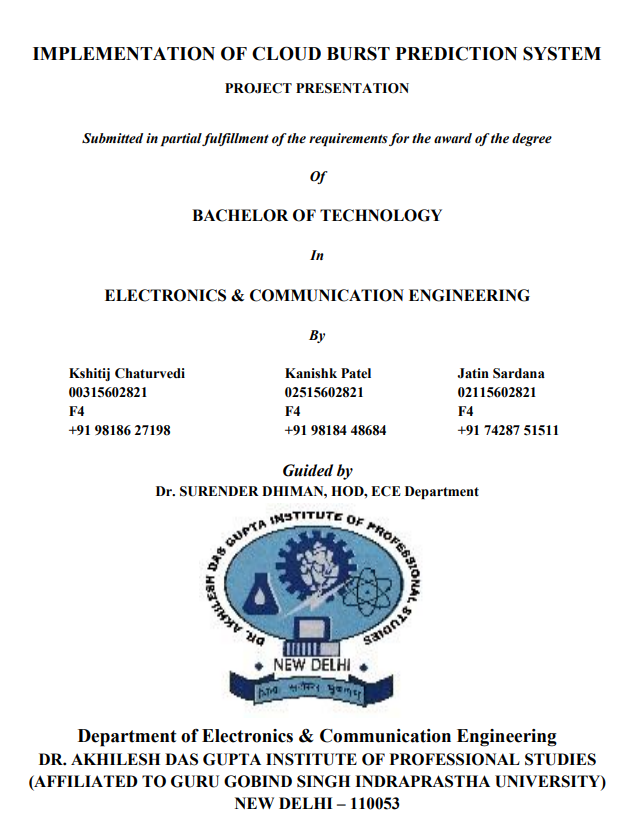 IMPLEMENTATION OF CLOUD BURST PREDICTION SYSTEM
PROJECT PRESENTATION
Submitted in partial fulfillment of the requirements for the award of the degree
Of
BACHELOR OF TECHNOLOGY
In
ELECTRONICS & COMMUNICATION ENGINEERING
By
Kshitij Chaturvedi Kanishk Patel Jatin Sardana
00315602821 02515602821 02115602821
F4 F4 F4
+91 98186 27198 +91 98184 48684 +91 74287 51511
Guided by
Dr. SURENDER DHIMAN, HOD, ECE Department
DR. AKHILESH DAS GUPTA INSTITUTE OF PROFESSIONAL STUDIES
NEW DELHI
Department of Electronics & Communication Engineering
DR. AKHILESH DAS GUPTA INSTITUTE OF PROFESSIONAL STUDIES
(AFFILIATED TO GURU GOBIND SINGH INDRAPRASTHA UNIVERSITY)
NEW DELHI – 110053